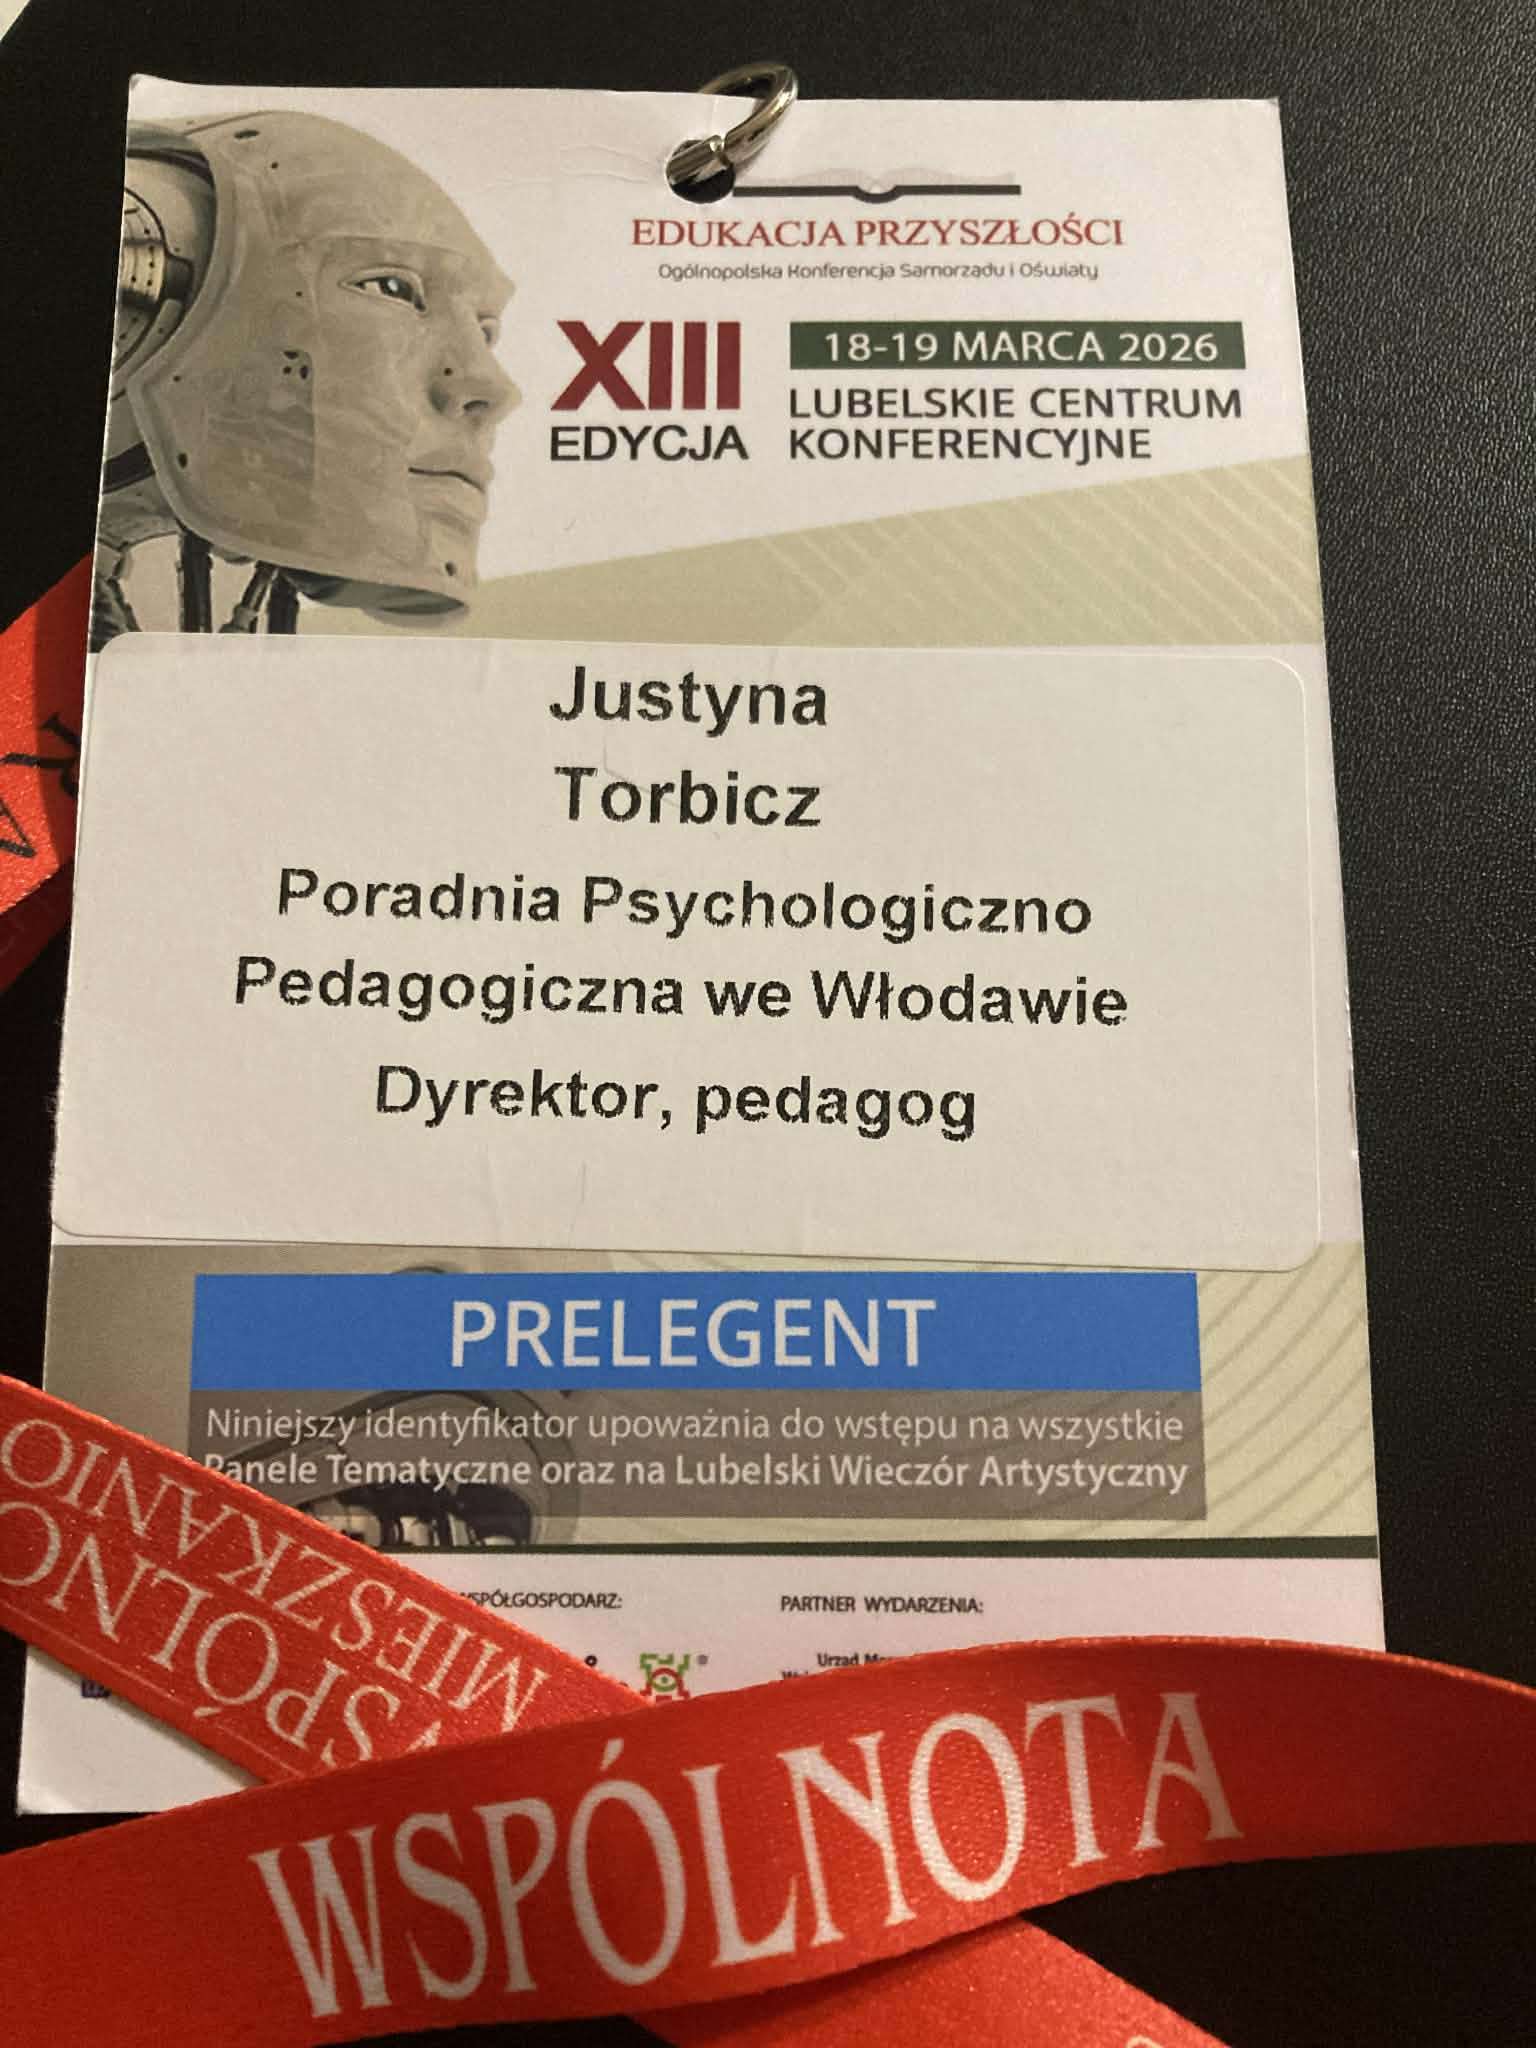 EDUKACJA PRZYSZŁOŚCI
Ogólnopolska Konferencja Samorządu i Oświaty
XIII
EDYCJA
18-19 MARCA 2026
LUBELSKIE CENTRUM
KONFERENCYJNE
Justyna
Torbicz
Poradnia Psychologiczno
Pedagogiczna we Włodawie
Dyrektor, pedagog
PRELEGENT
Niniejszy identyfikator upoważnia do wstępu na wszystkie
Panele Tematyczne oraz na Lubelski Wieczór Artystyczny
WSPÓŁGOSPODARZ:
PARTNER WYDARZENIA:
Urząd
WSPÓLNO
MIESZKANIO
WSPÓLNOTA